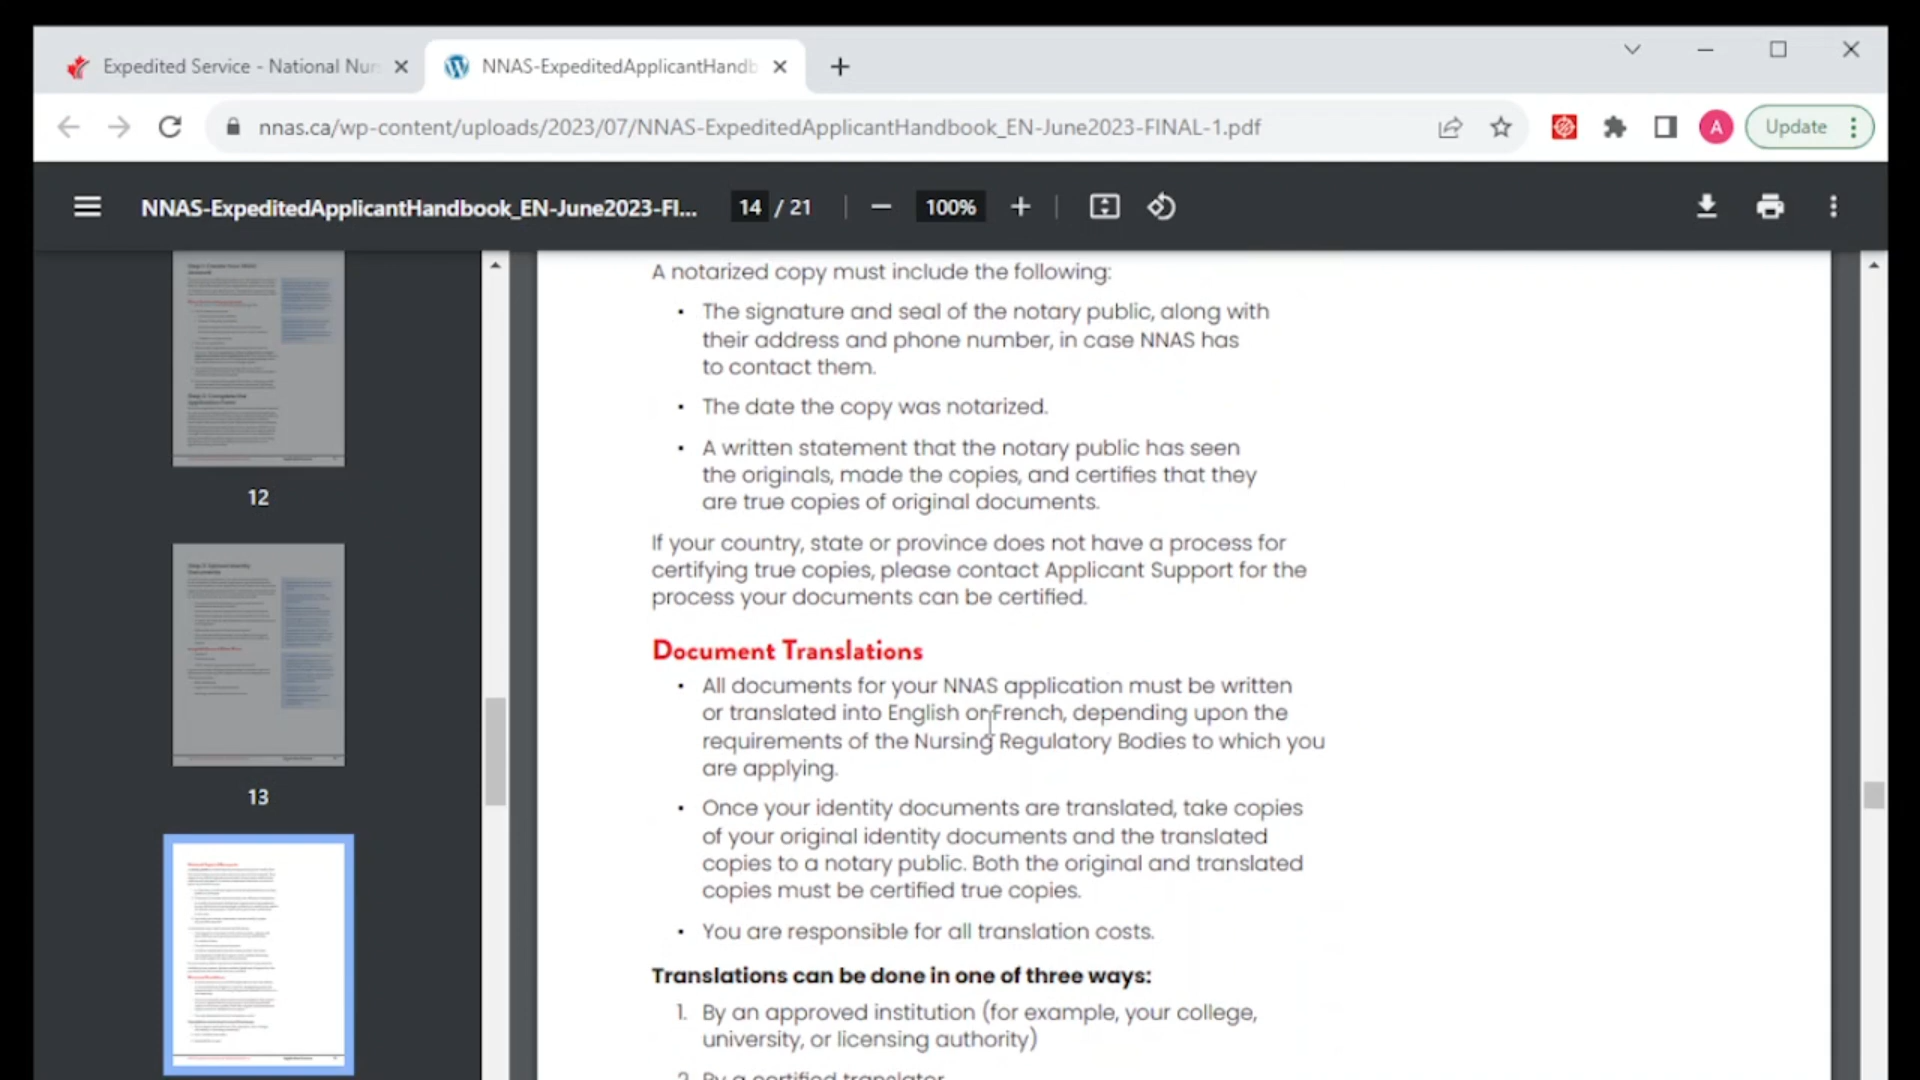 Expedited Service - National Nur
NNAS-ExpeditedApplicantHandb
nnas.ca/wp-content/uploads/2023/07/NNAS-ExpeditedApplicantHandbook_EN-June2023-FINAL-1.pdf
A
Update
NNAS-ExpeditedApplicantHandbook_EN-June2023-FI...
14 / 21
100%
12
13
A notarized copy must include the following:
• The signature and seal of the notary public, along with
their address and phone number, in case NNAS has
to contact them.
• The date the copy was notarized.
• A written statement that the notary public has seen
the originals, made the copies, and certifies that they
are true copies of original documents.
If your country, state or province does not have a process for
certifying true copies, please contact Applicant Support for the
process your documents can be certified.
Document Translations
• All documents for your NNAS application must be written
or translated into English or French, depending upon the
requirements of the Nursing Regulatory Bodies to which you
are applying.
• Once your identity documents are translated, take copies
of your original identity documents and the translated
copies to a notary public. Both the original and translated
copies must be certified true copies.
• You are responsible for all translation costs.
Translations can be done in one of three ways:
1. By an approved institution (for example, your college,
university, or licensing authority)
2. By a certified translator